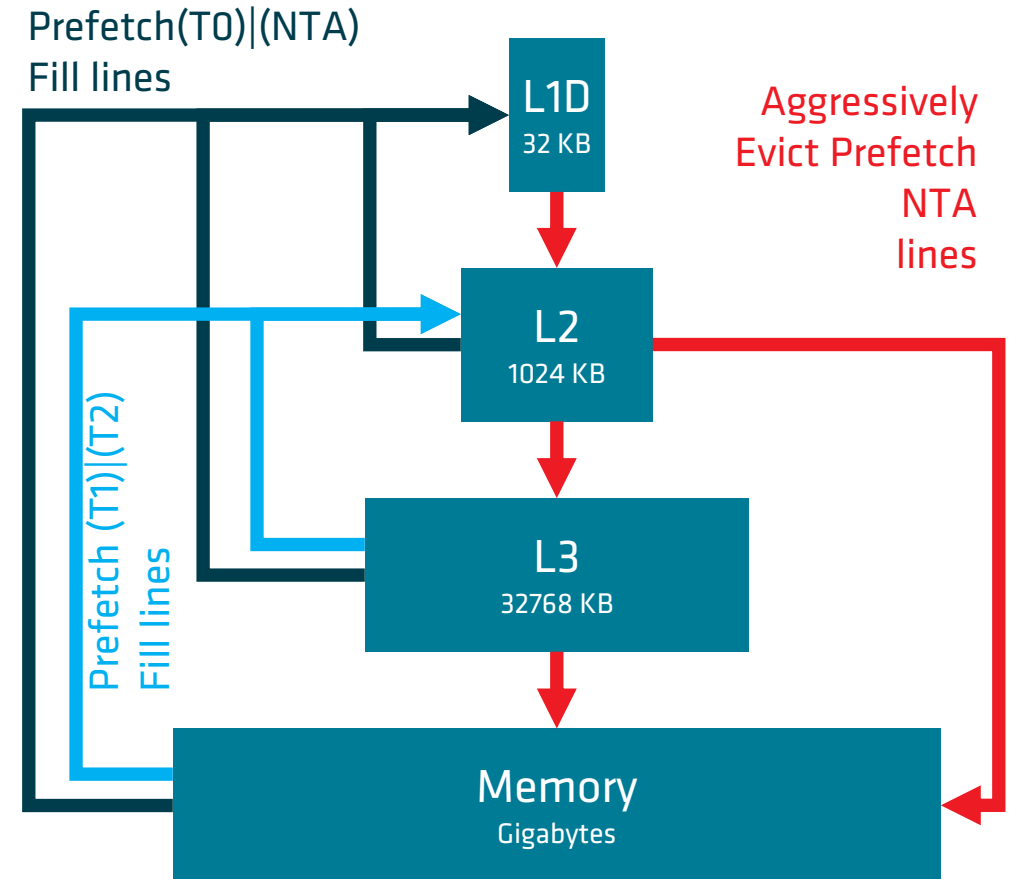 Prefetch(T0)|(NTA)
Fill lines
L1D
32 KB
Aggressively
Evict Prefetch
NTA
lines
L2
1024 KB
Prefetch (T1)|(T2)
Fill lines
L3
32768 KB
Memory
Gigabytes